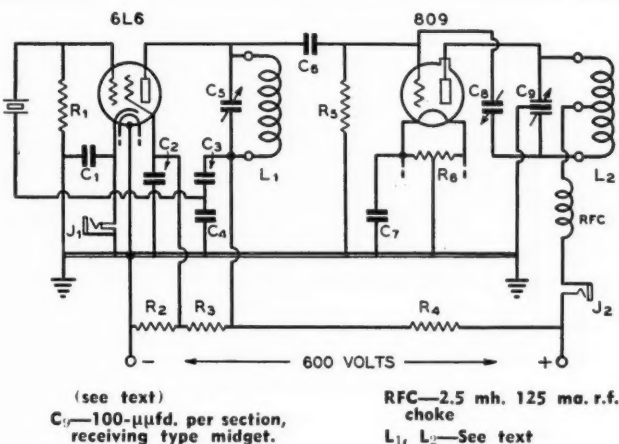 6L6
809
C6
C5
C8
C9
R1
R5
L1
L2
C1
C2
C3
R6
C4
C7
RFC
J1
J2
R2
R3
R4
- 600 VOLTS +
(see text)
C9—100-μμfd. per section,
receiving type midget.
RFC—2.5 mh. 125 ma. r.f.
choke
L1, L2—See text